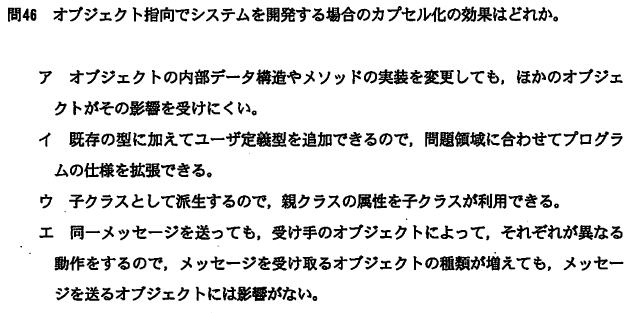 問46 オブジェクト指向でシステムを開発する場合のカプセル化の効果はどれか。
ア オブジェクトの内部データ構造やメソッドの実装を変更しても，ほかのオブジェ
クトがその影響を受けにくい。
イ 既存の型に加えてユーザ定義型を追加できるので，問題領域に合わせてプログラ
ムの仕様を拡張できる。
ウ 子クラスとして派生するので，親クラスの属性を子クラスが利用できる。
エ 同一メッセージを送っても，受け手のオブジェクトによって，それぞれが異なる
動作をするので，メッセージを受け取るオブジェクトの種類が増えても，メッセー
ジを送るオブジェクトには影響がない。